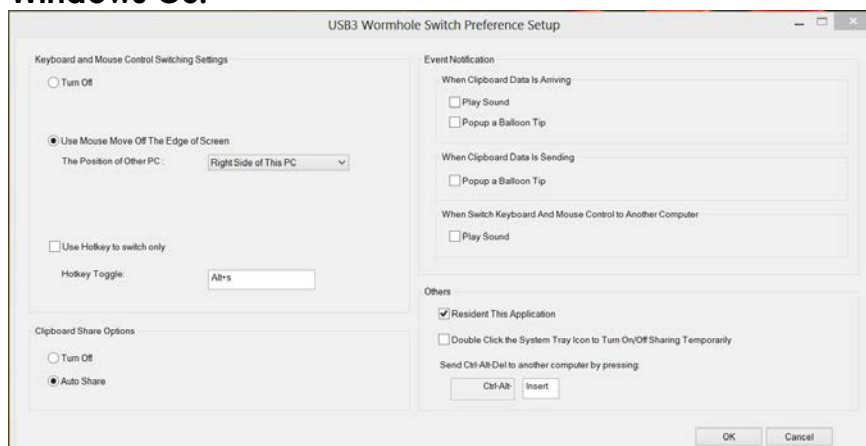 Windows OS.
USB3 Wormhole Switch Preference Setup
Keyboard and Mouse Control Switching Settings
Turn Off
Use Mouse Move Off The Edge of Screen
The Position of Other PC :
Right Side of This PC
Use Hotkey to switch only
Hotkey Toggle:
Alt+s
Clipboard Share Options
Turn Off
Auto Share
Event Notification
When Clipboard Data Is Arriving
Play Sound
Popup a Balloon Tip
When Clipboard Data Is Sending
Popup a Balloon Tip
When Switch Keyboard And Mouse Control to Another Computer
Play Sound
Others
Resident This Application
Double Click the System Tray Icon to Turn On/Off Sharing Temporarily
Send Ctrl-Alt-Del to another computer by pressing:
Ctrl-Alt- Insert
OK Cancel